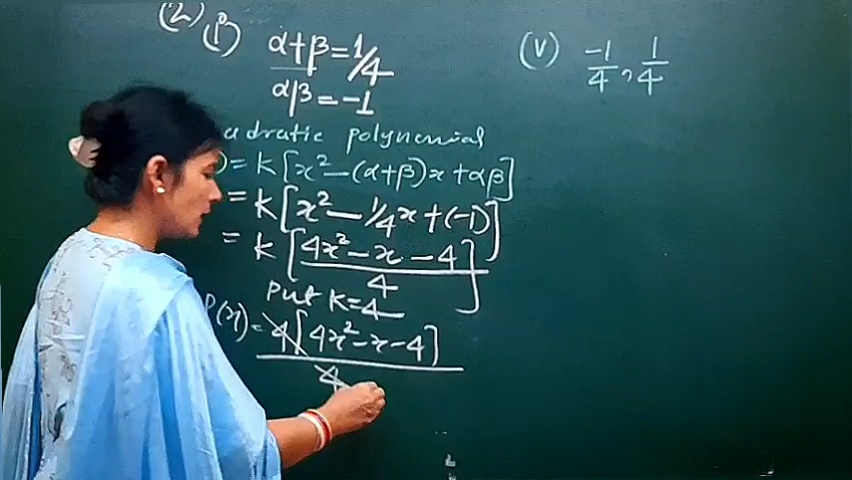 (2) (i) α+β=1/4
αβ=-1
adratic polynomial
)=K[x²-(α+β)x+αβ]
=K[x²-1/4x+(-1)]
=K[4x²-x-4]
4
Put K=4
P(x)=4[4x²-x-4]
4
(v) -1/4, 1/4